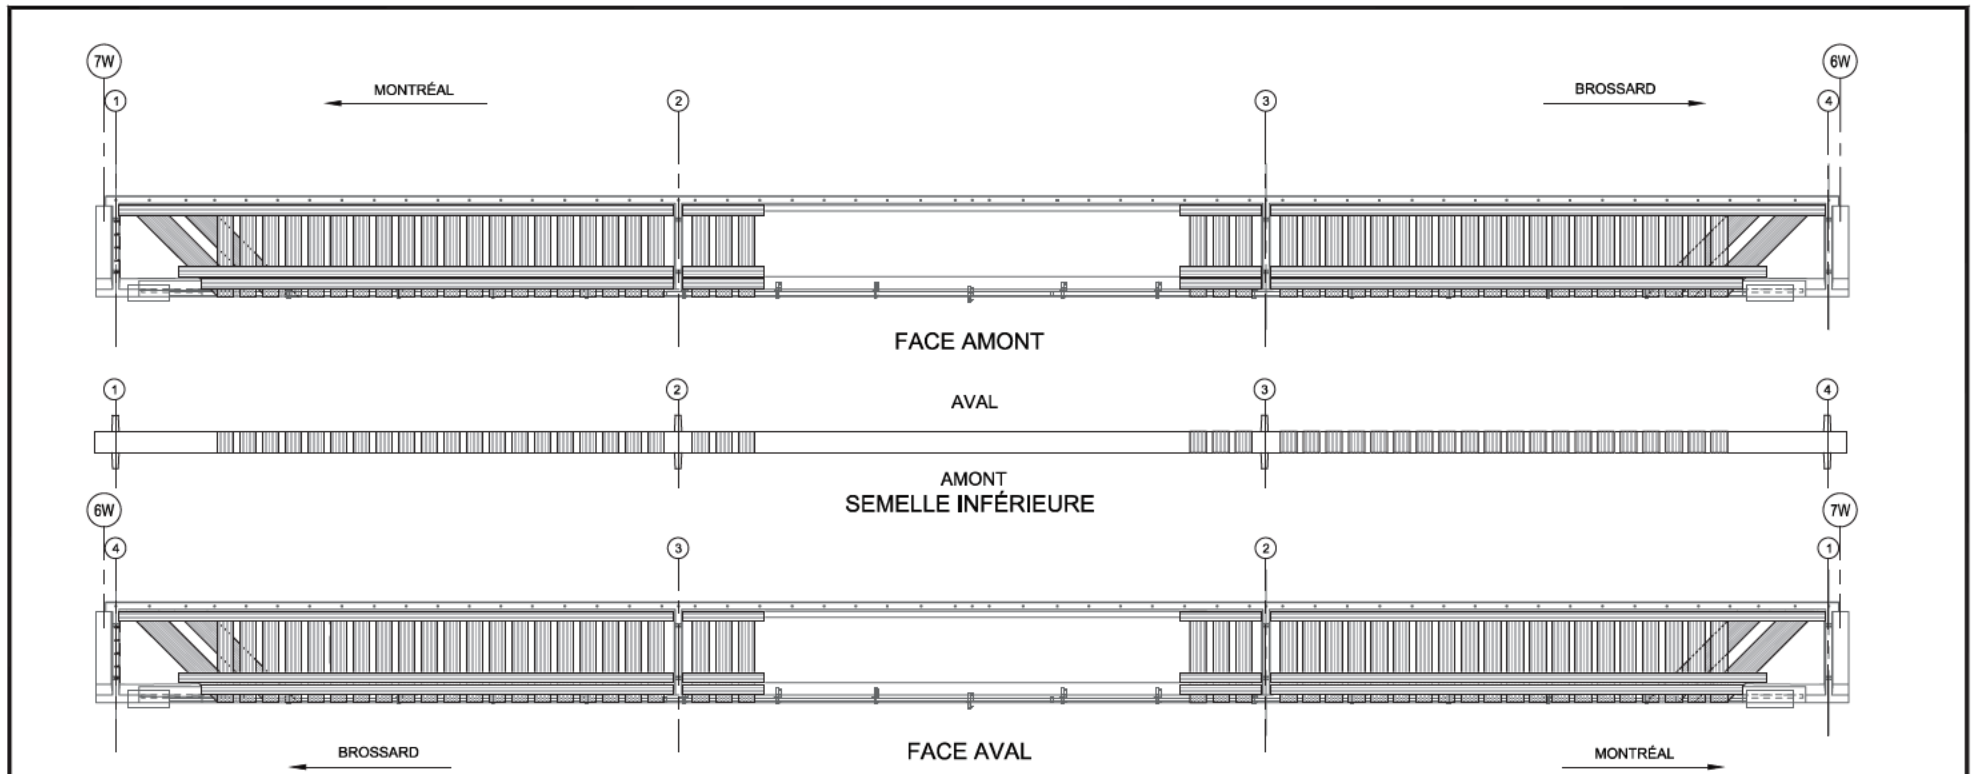 7W
6W
MONTRÉAL
BROSSARD
1
2
3
4
FACE AMONT
1
2
3
4
AVAL
AMONT
SEMELLE INFÉRIEURE
6W
7W
4
3
2
1
FACE AVAL
BROSSARD
MONTRÉAL